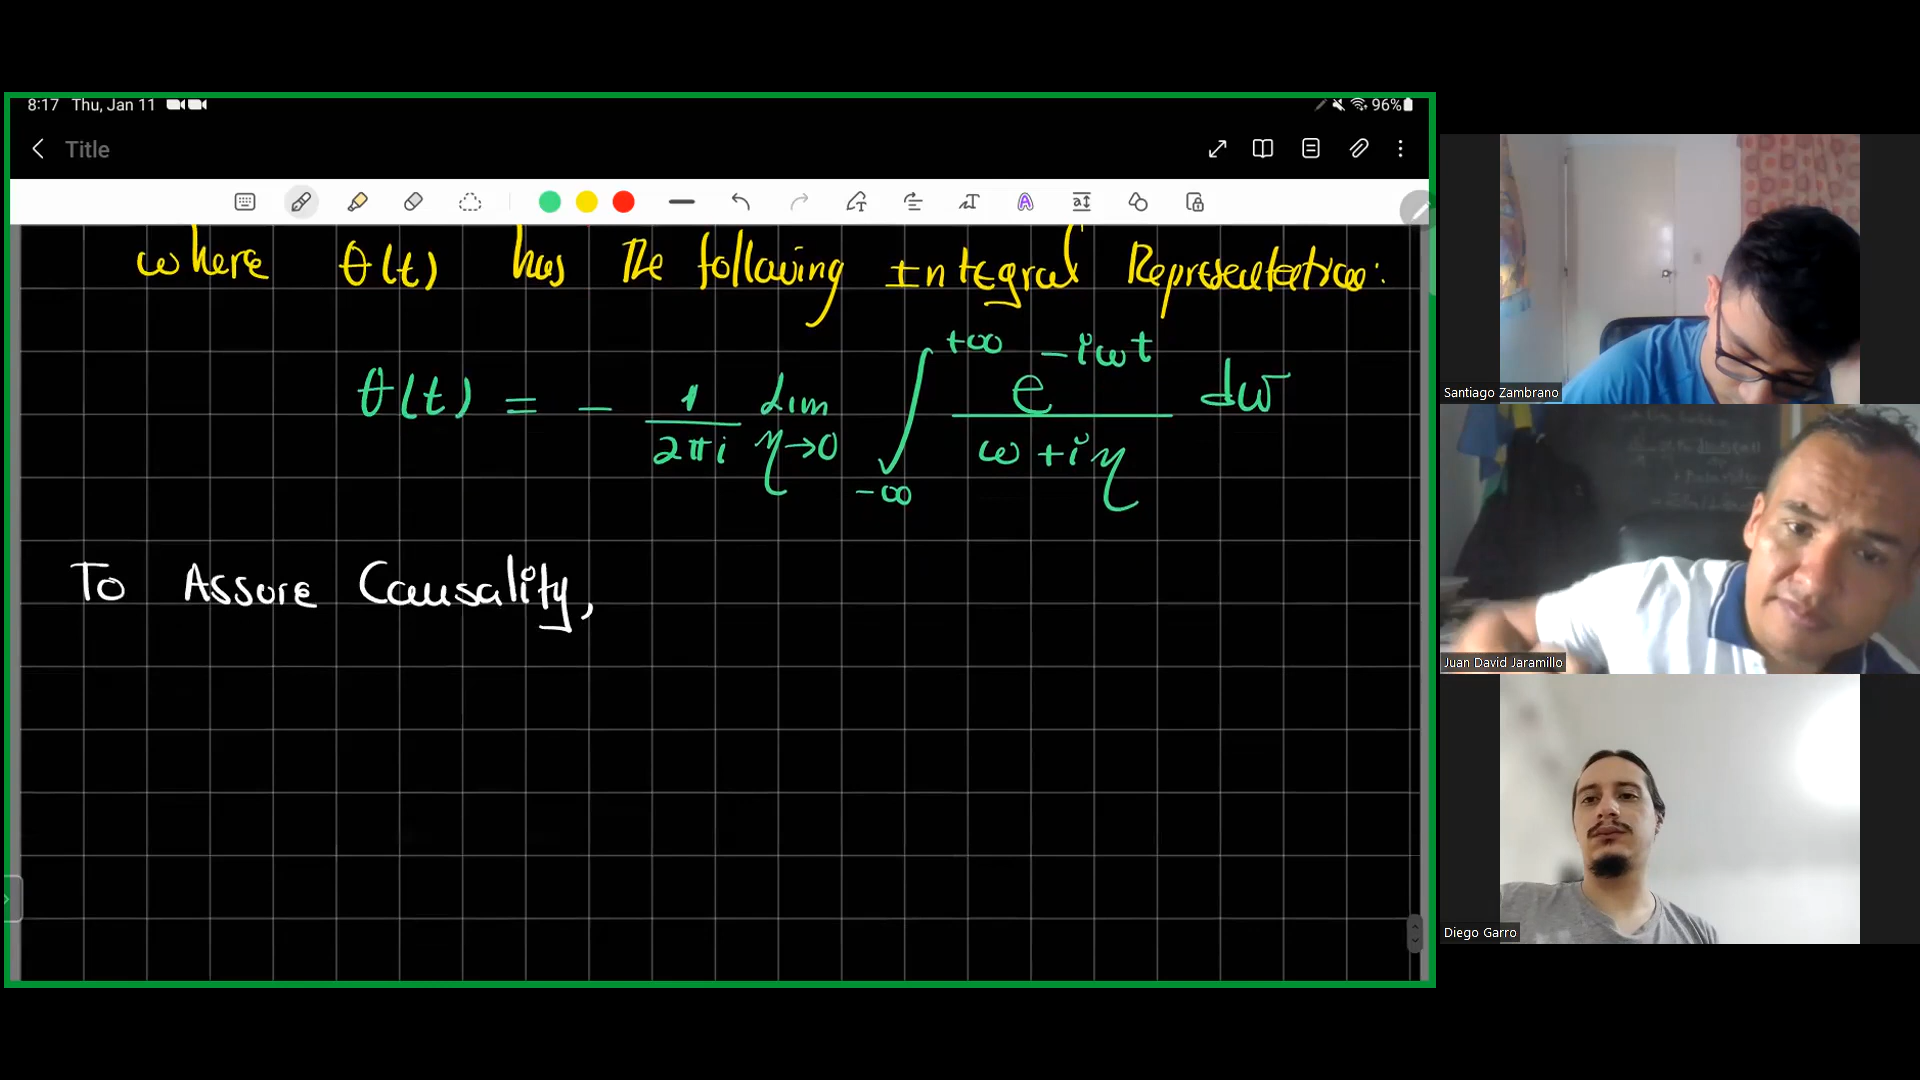 8:17 Thu, Jan 11 96%
Title
where θ(t) has The following Integral Representation:
θ(t) = - 1/2πi Lim η→0 ∫ +∞ -∞ e^-iωt / ω + iη dω
To Assure Causality,
Santiago Zambrano
Juan David Jaramillo
Diego Garro